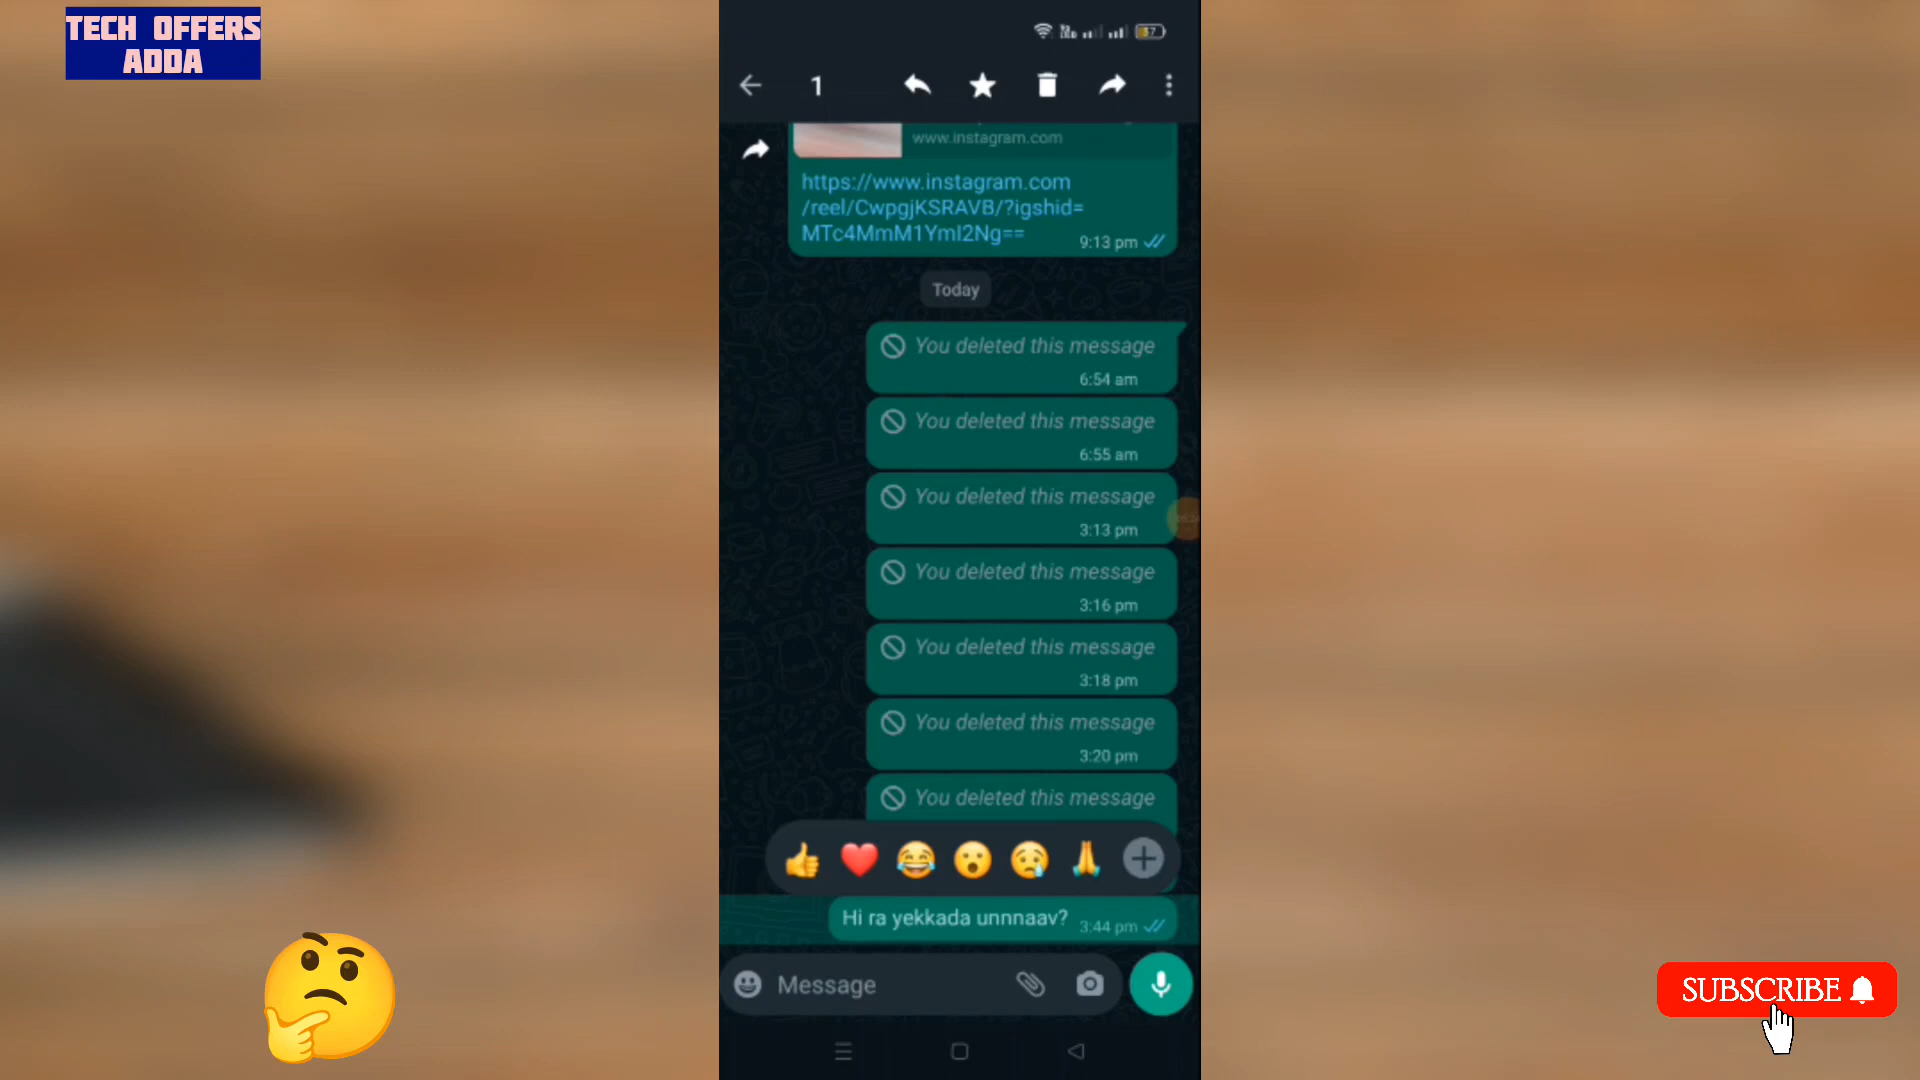 TECH OFFERS
ADDA
1
www.instagram.com
https://www.instagram.com
/reel/CwpgjKSRAVB/?igshid=
MTc4MmM1YmI2Ng==
9:13 pm
Today
You deleted this message
6:54 am
You deleted this message
6:55 am
You deleted this message
3:13 pm
You deleted this message
3:16 pm
You deleted this message
3:18 pm
You deleted this message
3:20 pm
You deleted this message
Hi ra yekkada unnnaav?
3:44 pm
Message
SUBSCRIBE